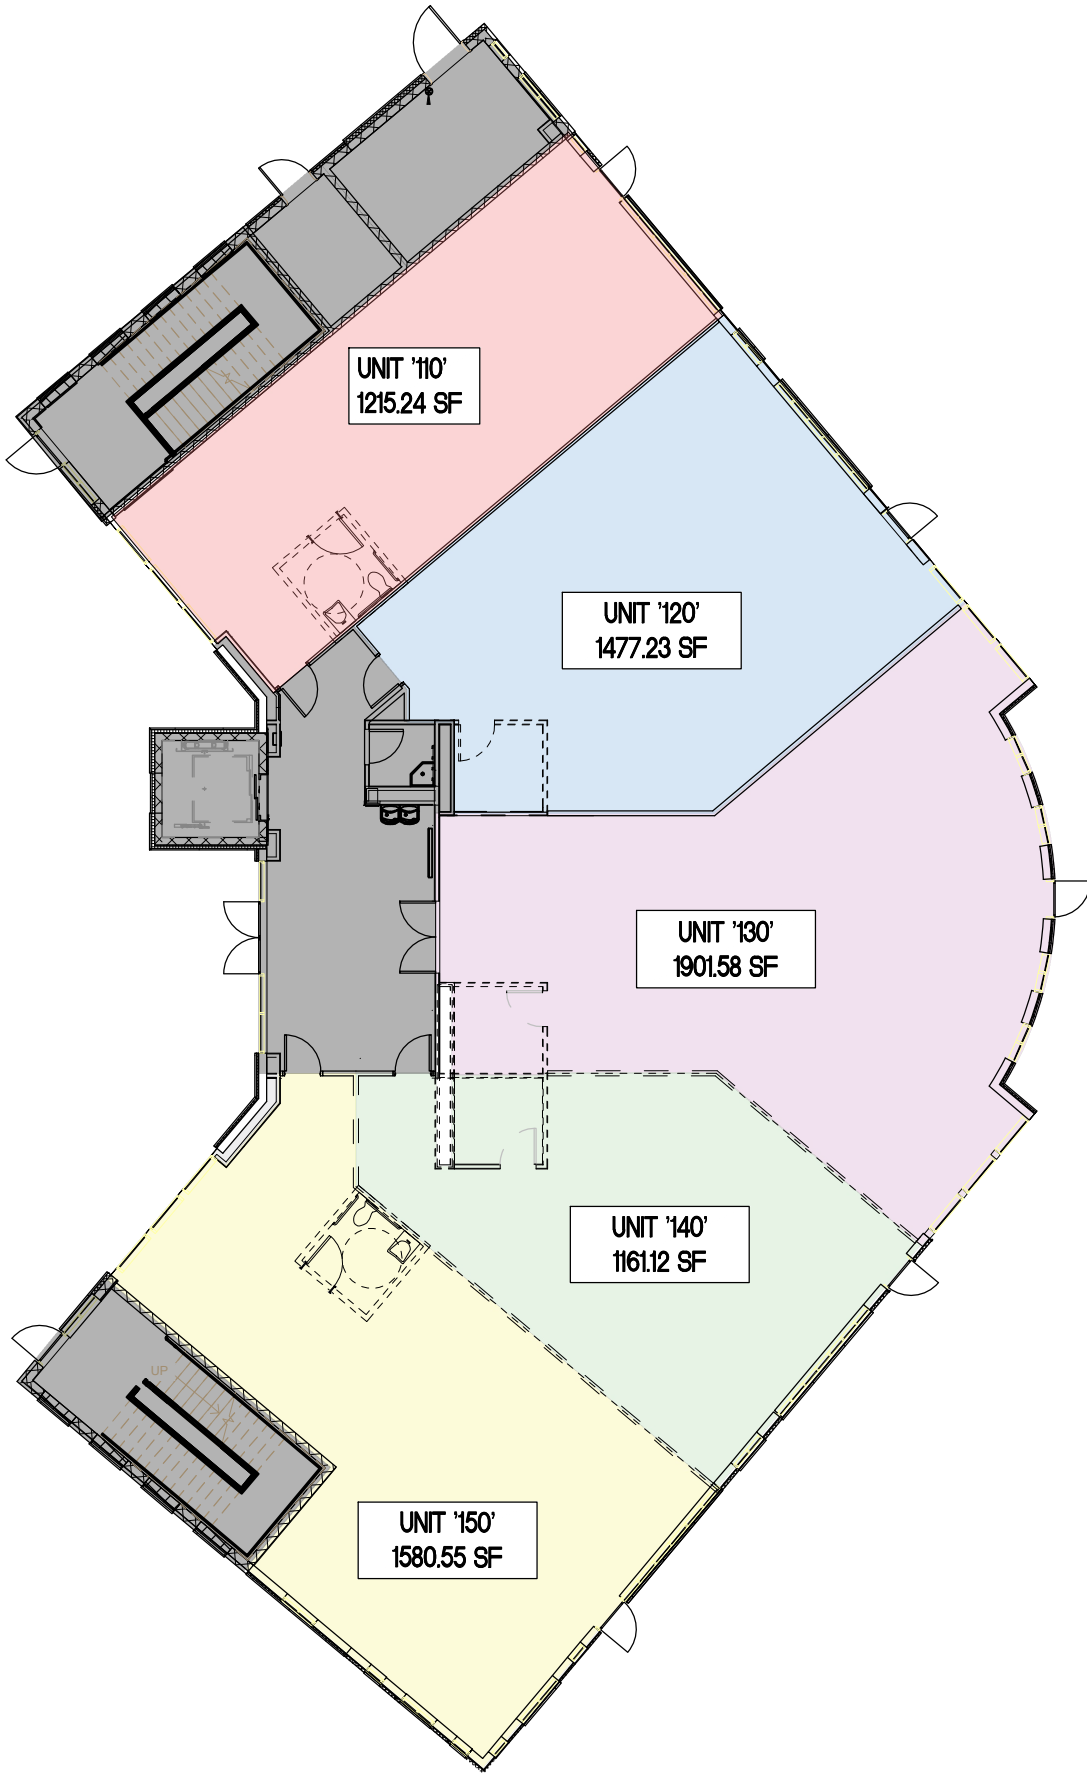 UNIT '110'
1215.24 SF
UNIT '120'
1477.23 SF
UNIT '130'
1901.58 SF
UNIT '140'
1161.12 SF
UP
UNIT '150'
1580.55 SF